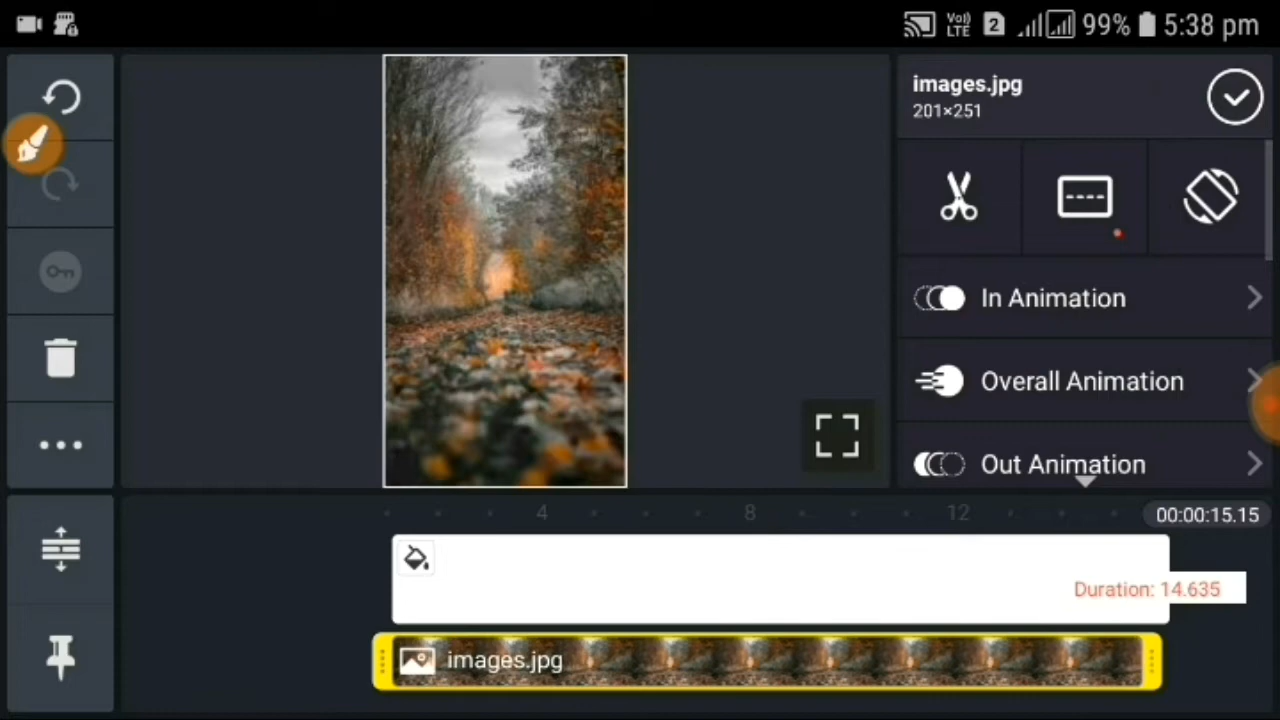 Vo)) LTE 2 99% 5:38 pm
images.jpg
201×251
In Animation
Overall Animation
Out Animation
4 8 12 00:00:15.15
Duration: 14.635
images.jpg